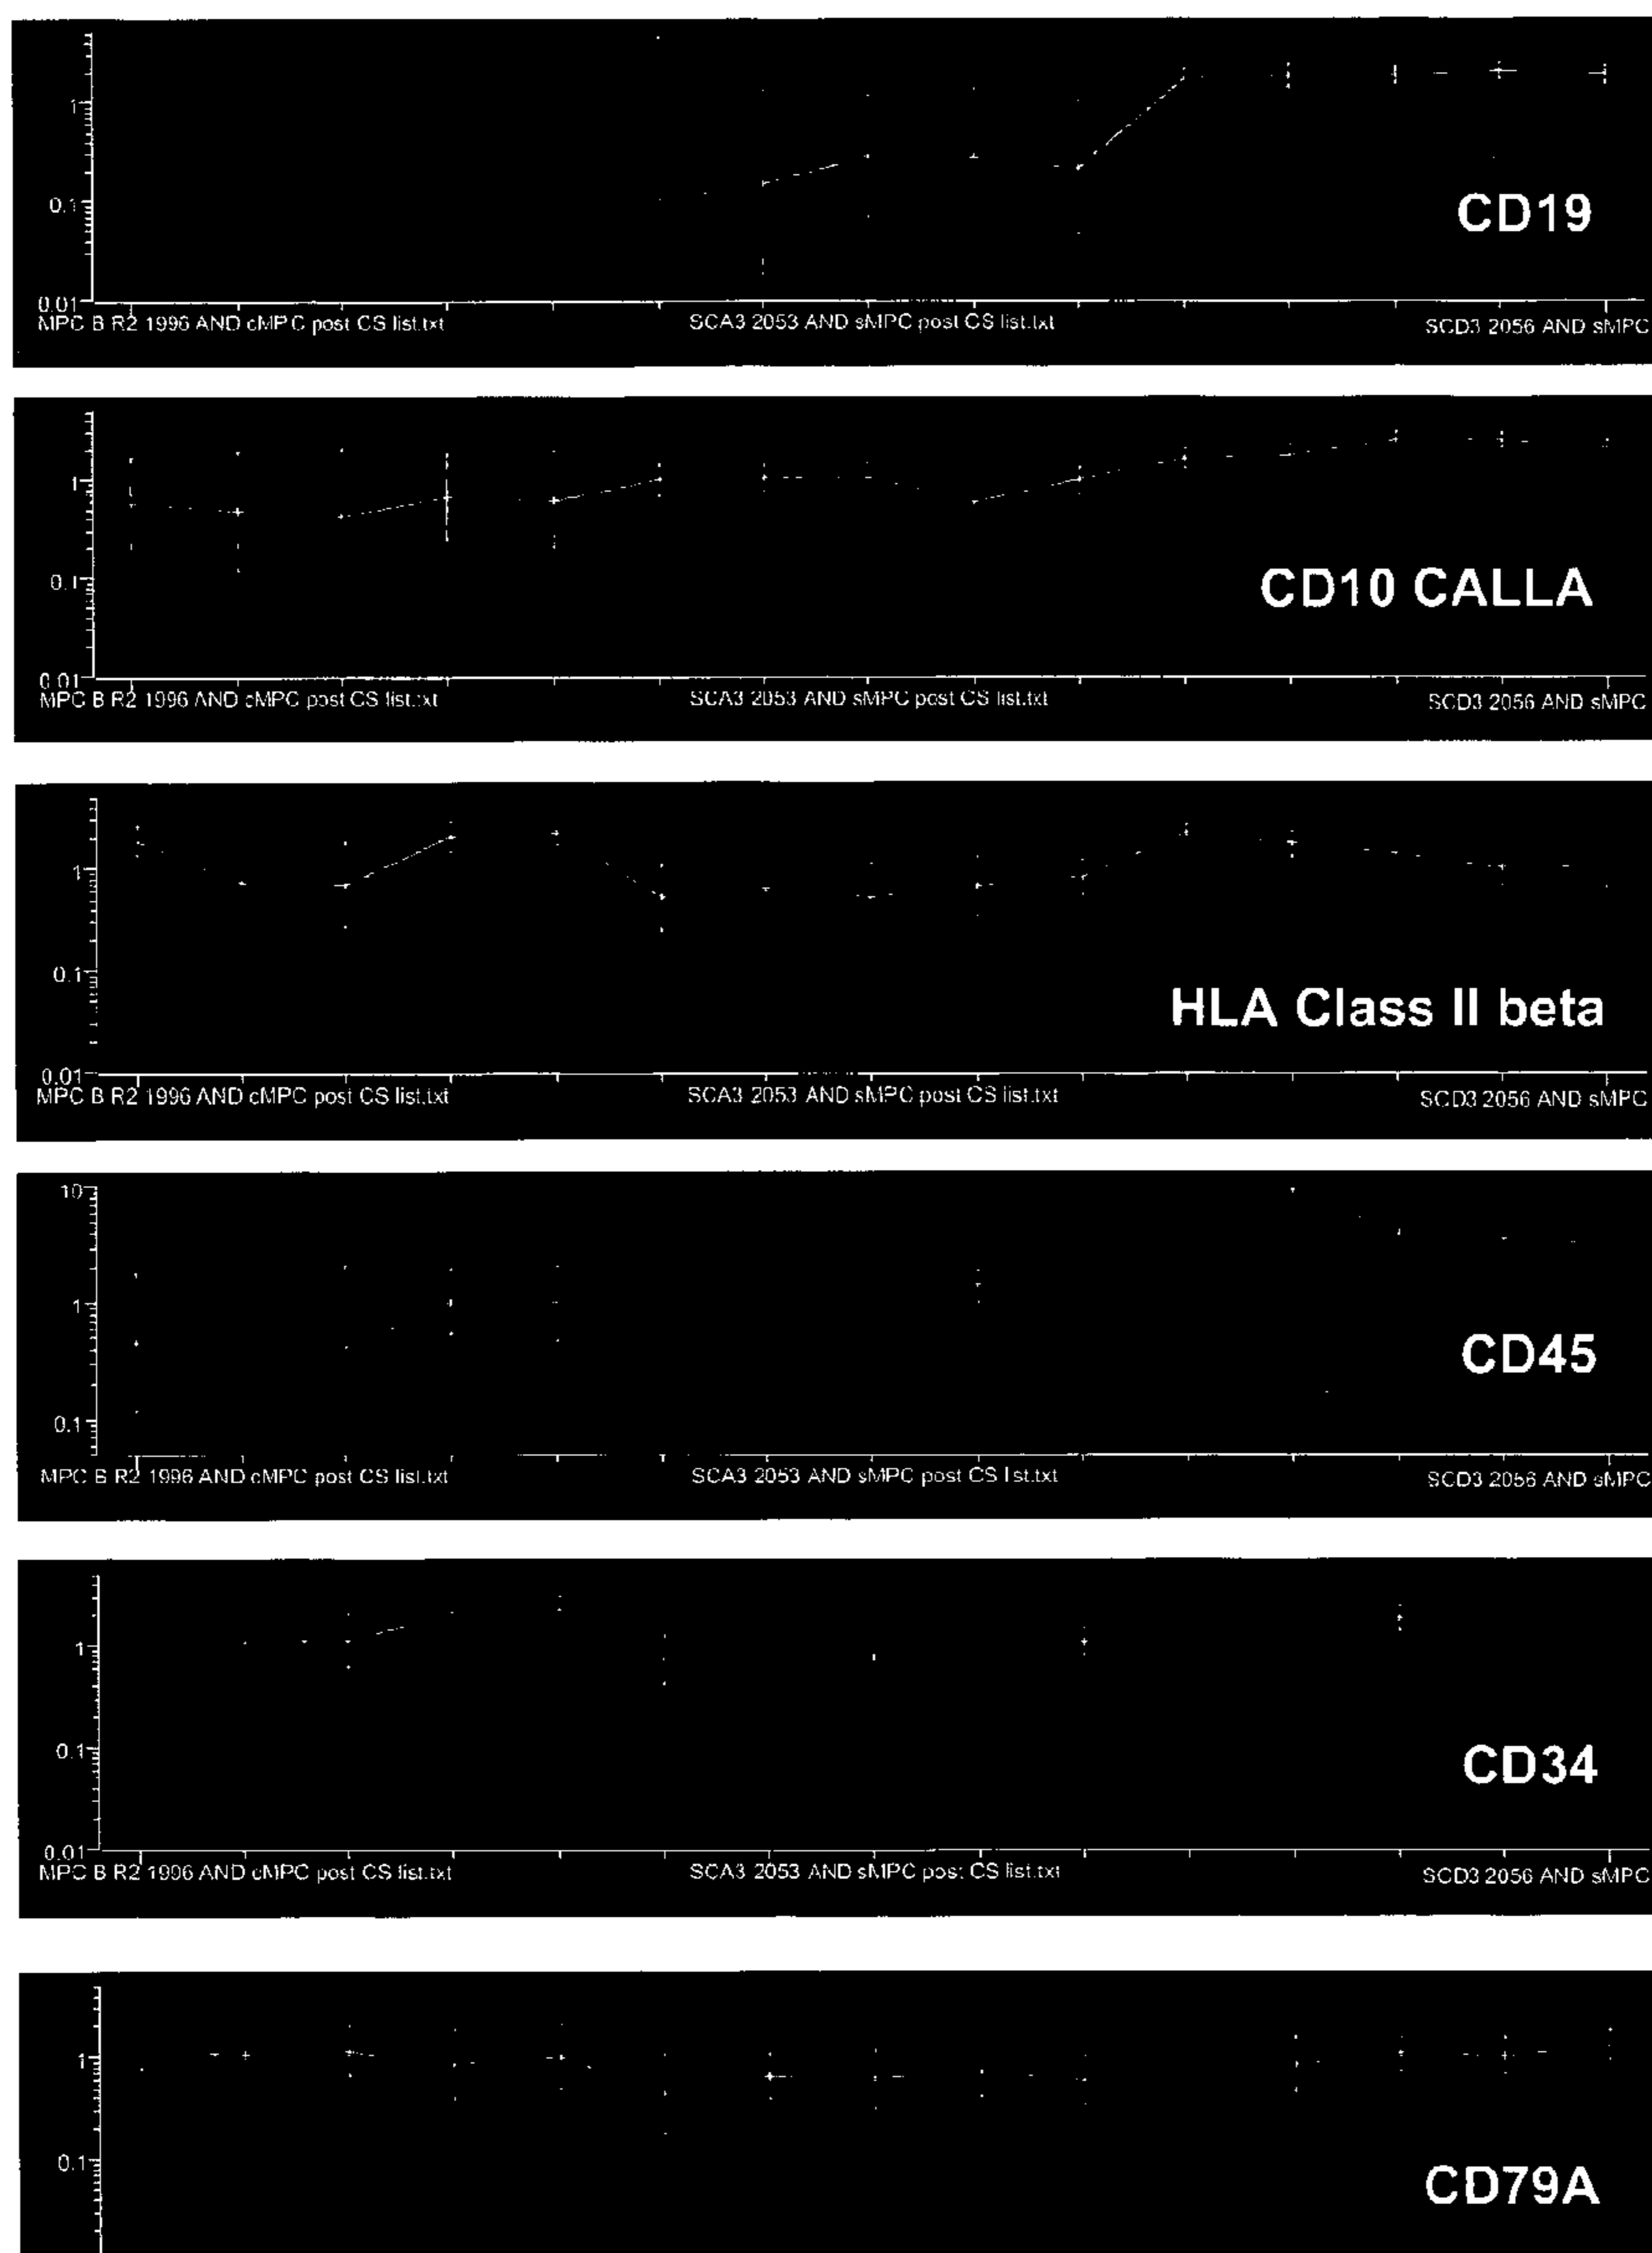 1
0.1
CD19
0.01
MPC B R2 1996 AND cMPC post CS list.txt SCA3 2053 AND sMPC post CS list.txt SCD3 2056 AND sMPC
1
0.1
CD10 CALLA
0.01
MPC B R2 1996 AND cMPC post CS list.txt SCA3 2053 AND sMPC post CS list.txt SCD3 2056 AND sMPC
1
0.1
HLA Class II beta
0.01
MPC B R2 1996 AND cMPC post CS list.txt SCA3 2053 AND sMPC post CS list.txt SCD3 2056 AND sMPC
10
1
CD45
0.1
MPC B R2 1996 AND cMPC post CS list.txt SCA3 2053 AND sMPC post CS list.txt SCD3 2056 AND sMPC
1
0.1
CD34
0.01
MPC B R2 1996 AND cMPC post CS list.txt SCA3 2053 AND sMPC post CS list.txt SCD3 2056 AND sMPC
1
0.1
CD79A